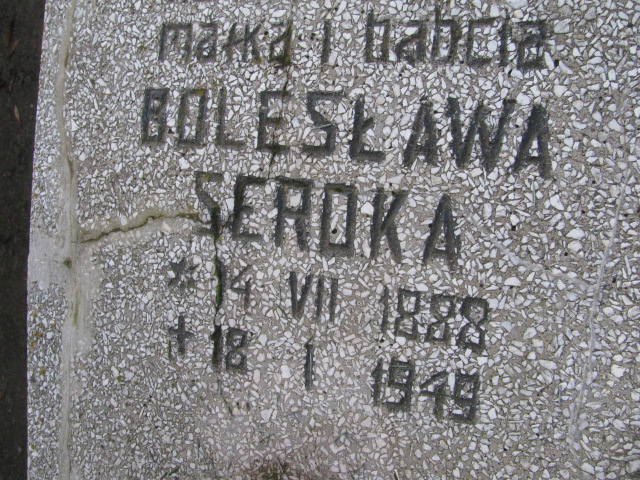 matka i babcia
BOLESŁAWA
SEROKA
* 14 VII 1888
+ 18 I 1949